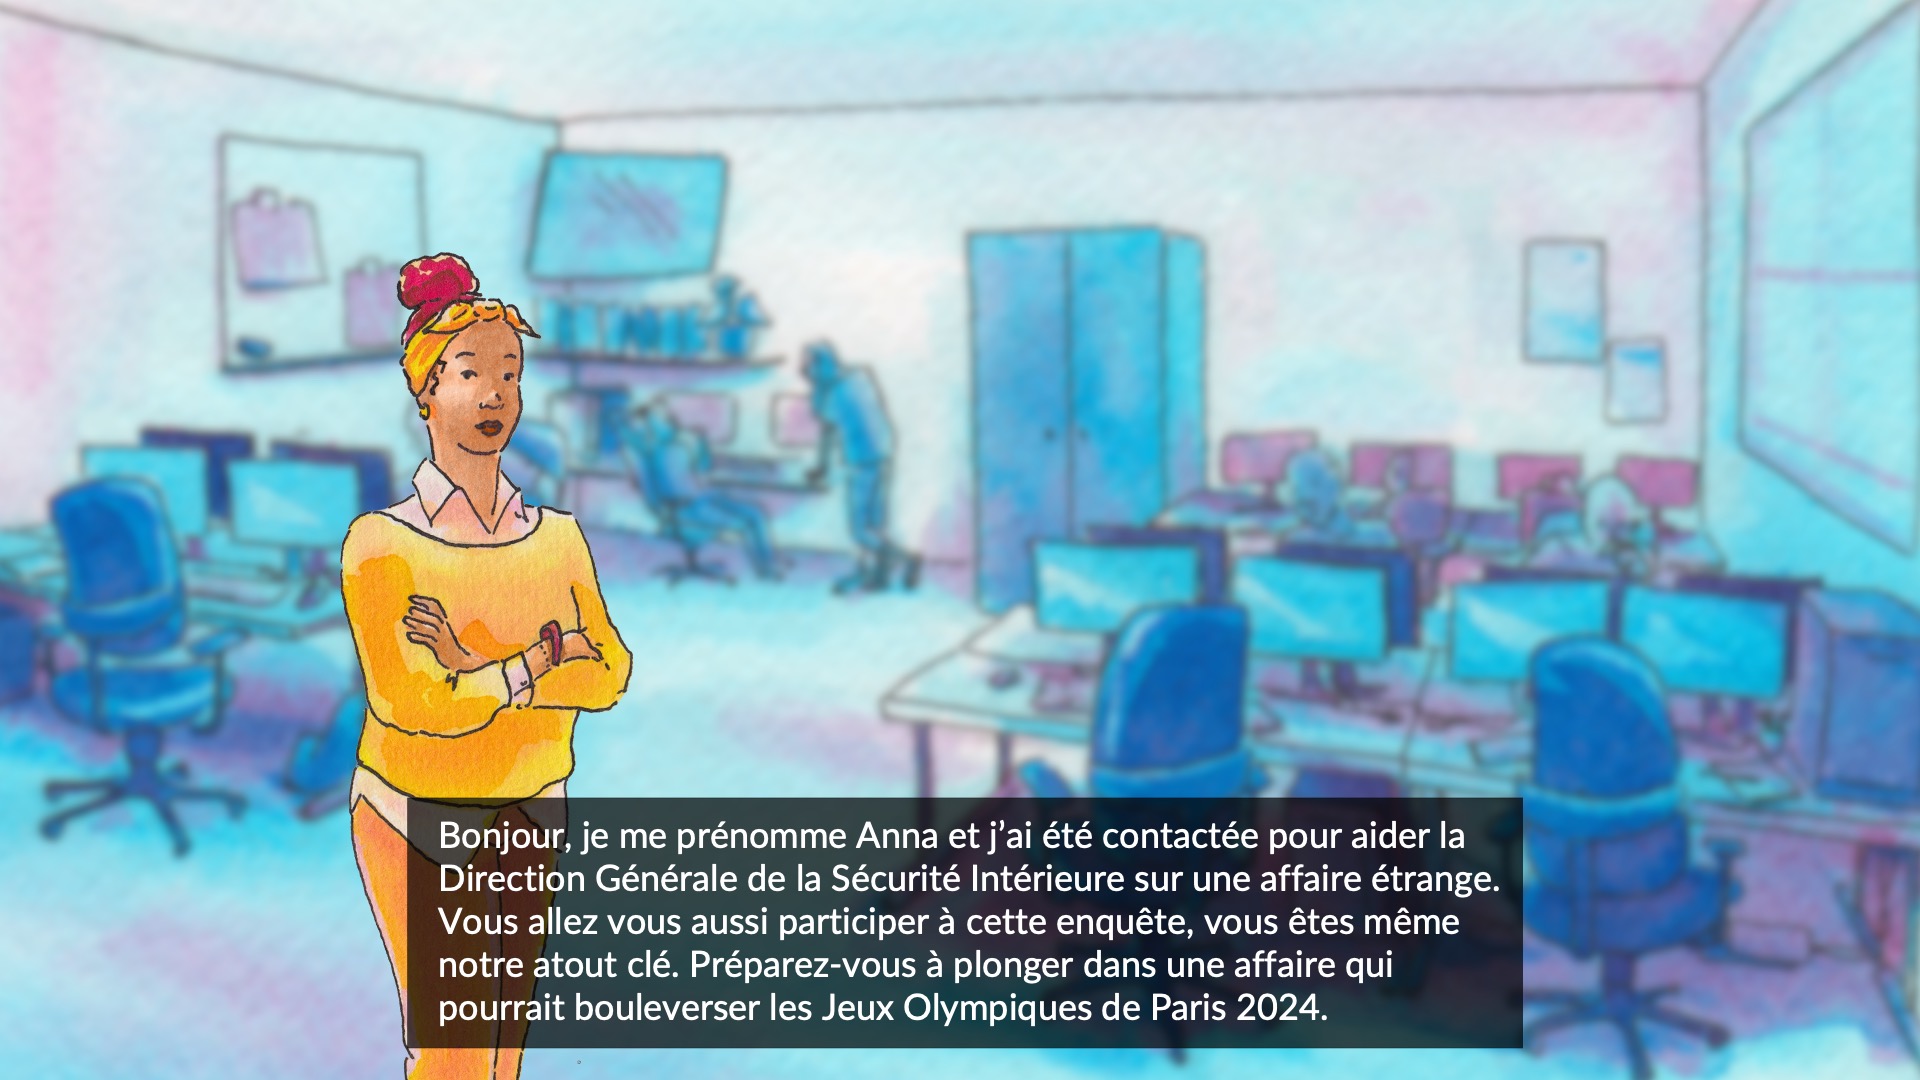 Bonjour, je me prénomme Anna et j’ai été contactée pour aider la
Direction Générale de la Sécurité Intérieure sur une affaire étrange.
Vous allez vous aussi participer à cette enquête, vous êtes même
notre atout clé. Préparez-vous à plonger dans une affaire qui
pourrait bouleverser les Jeux Olympiques de Paris 2024.